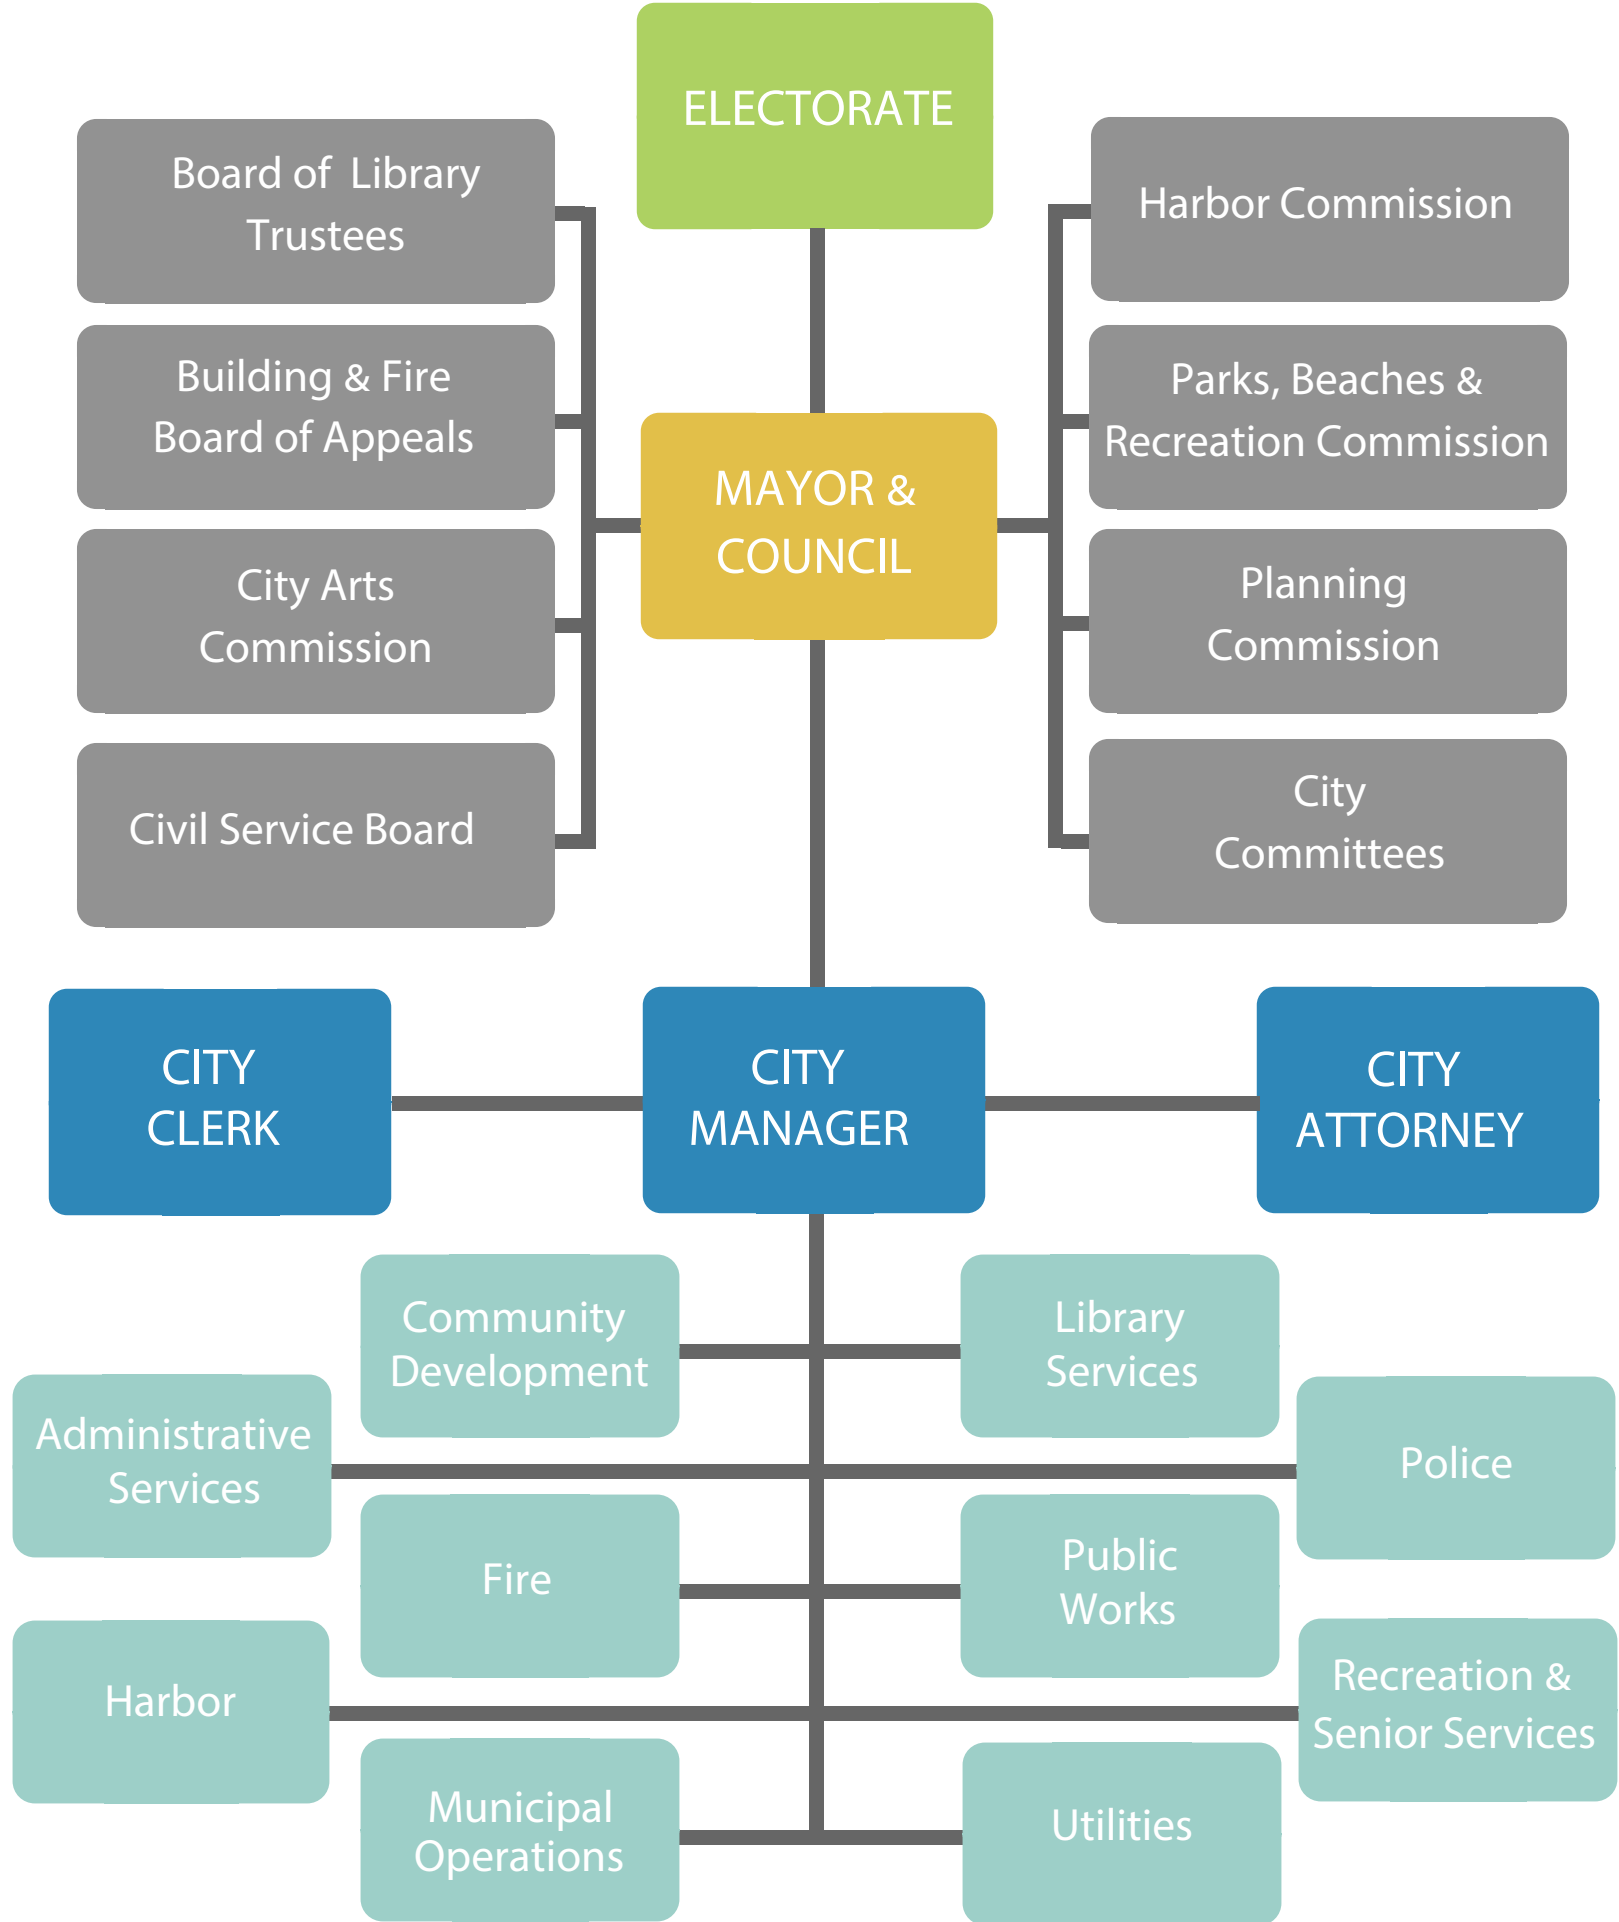 ELECTORATE
Board of Library
Trustees
Harbor Commission
Building & Fire
Board of Appeals
Parks, Beaches &
Recreation Commission
MAYOR &
COUNCIL
City Arts
Commission
Planning
Commission
Civil Service Board
City
Committees
CITY
CLERK
CITY
MANAGER
CITY
ATTORNEY
Community
Development
Library
Services
Administrative
Services
Police
Fire
Public
Works
Harbor
Recreation &
Senior Services
Municipal
Operations
Utilities